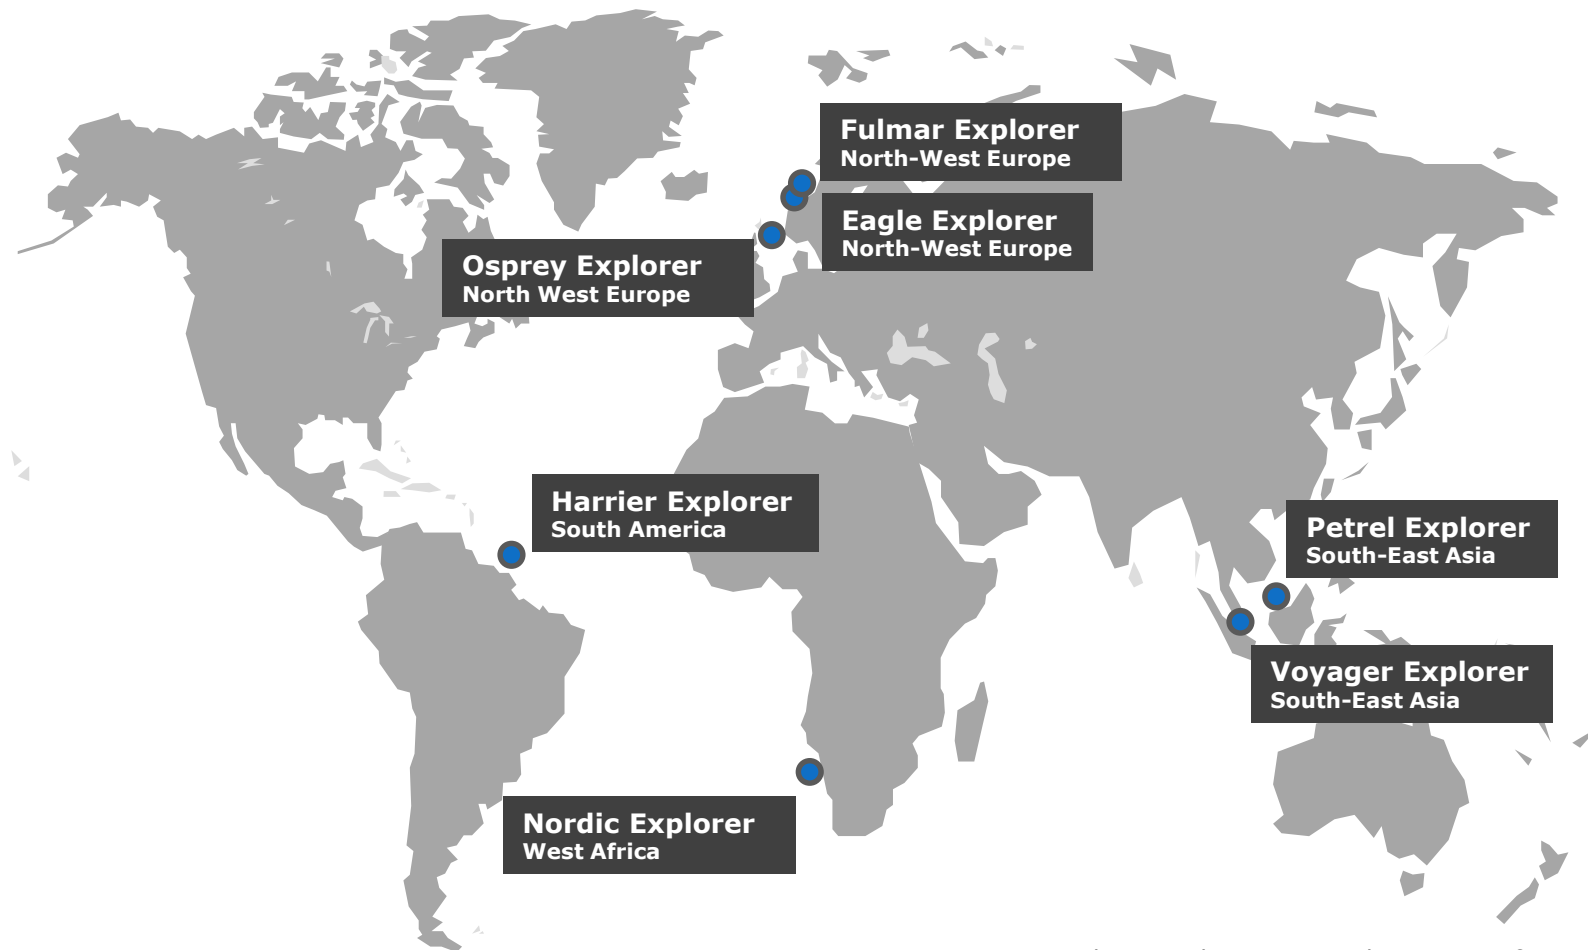 Fulmar Explorer
North-West Europe
Eagle Explorer
North-West Europe
Osprey Explorer
North West Europe
Harrier Explorer
South America
Petrel Explorer
South-East Asia
Voyager Explorer
South-East Asia
Nordic Explorer
West Africa